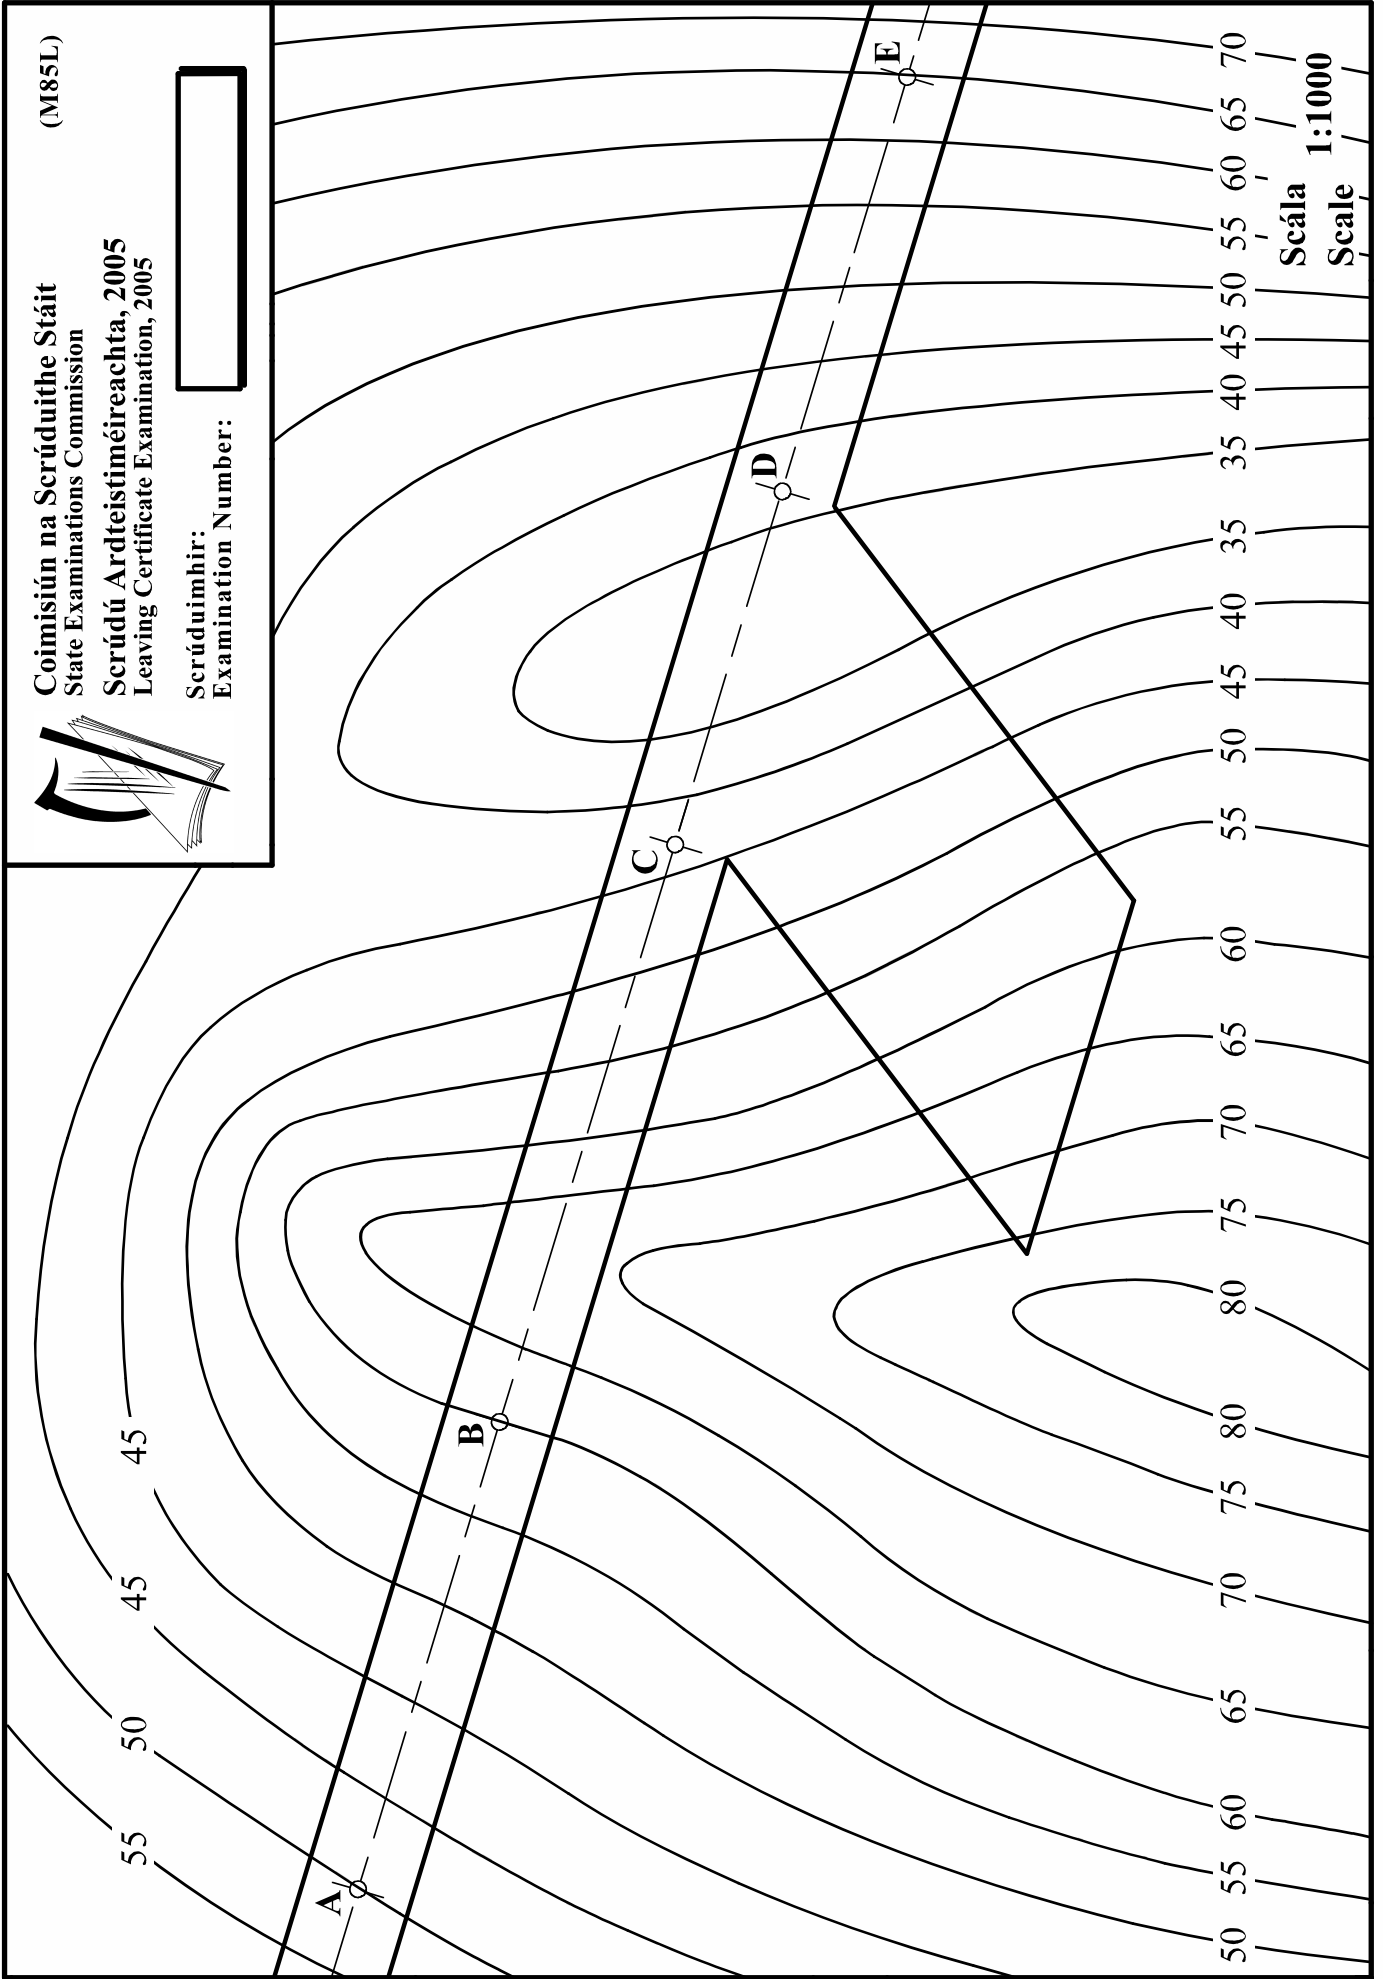 (M85L)
Coimisiún na Scrúduithe Stáit
State Examinations Commission
Scrúdú Ardteistiméireachta, 2005
Leaving Certificate Examination, 2005
Scrúduimhir:
Examination Number:
A
B
C
D
E
55
50
45
45
50
55
60
65
70
75
80
80
75
70
65
60
55
50
45
40
35
35
40
45
50
55
60
65
70
Scála
Scale
1:1000